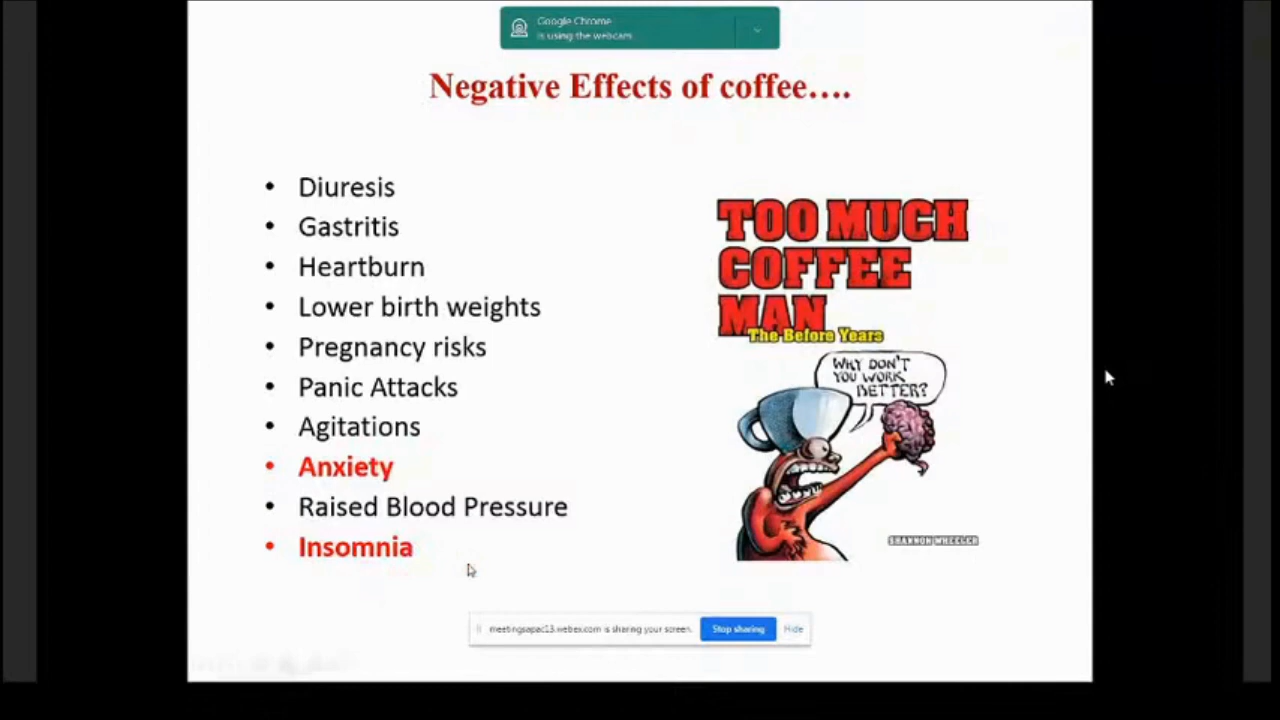 Google Chrome
is using the webcam
Negative Effects of coffee....
• Diuresis
• Gastritis
• Heartburn
• Lower birth weights
• Pregnancy risks
• Panic Attacks
• Agitations
• Anxiety
• Raised Blood Pressure
• Insomnia
TOO MUCH
COFFEE
MAN
The Before Years
WHY DON'T
YOU WORK
BETTER?
SHANNON WHEELER
meetingsapac13.webex.com is sharing your screen.
Stop sharing
Hide